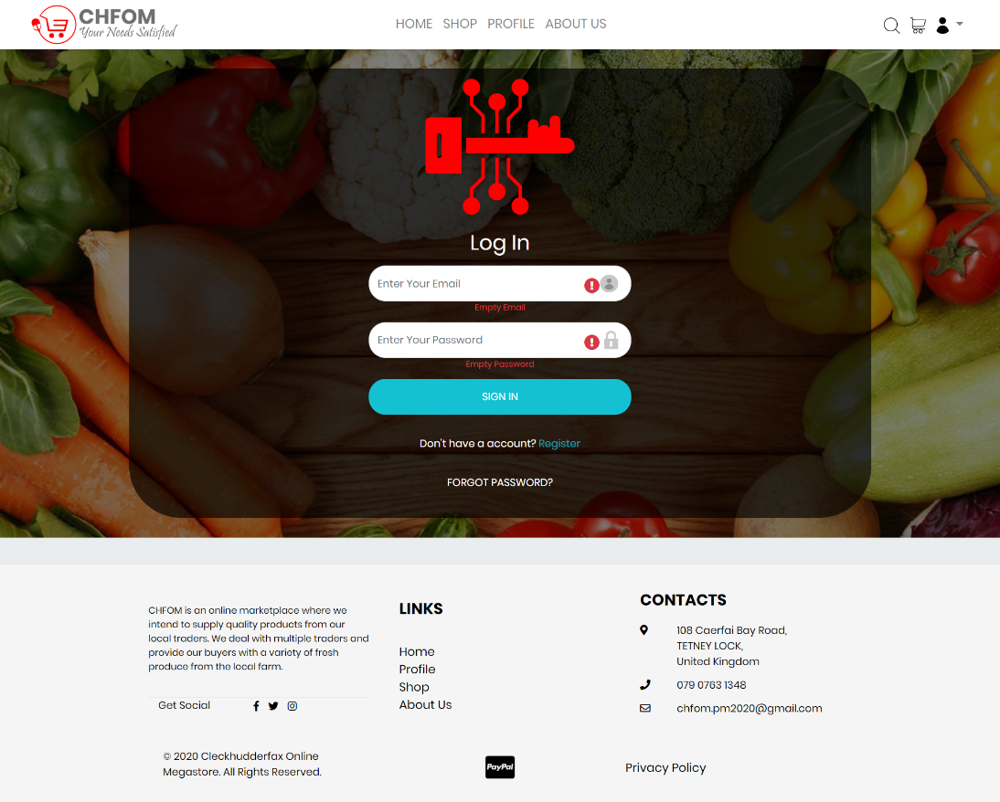 CHFOM
Your Needs Satisfied
HOME SHOP PROFILE ABOUT US
Log In
Enter Your Email
Empty Email
Enter Your Password
Empty Password
SIGN IN
Don't have a account? Register
FORGOT PASSWORD?
CHFOM is an online marketplace where we
intend to supply quality products from our
local traders. We deal with multiple traders and
provide our buyers with a variety of fresh
produce from the local farm.
Get Social
LINKS
Home
Profile
Shop
About Us
CONTACTS
108 Caerfai Bay Road,
TETNEY LOCK,
United Kingdom
079 0763 1348
chfom.pm2020@gmail.com
© 2020 Cleckhudderfax Online
Megastore. All Rights Reserved.
PayPal
Privacy Policy